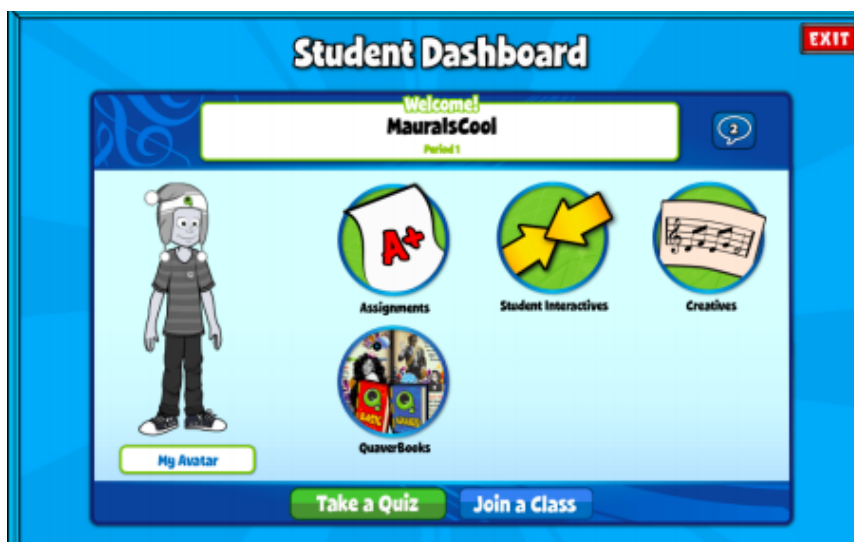 Student Dashboard
EXIT
Welcome!
MauraIsCool
Period 1
2
A+
Assignments
Student Interactives
Creatives
Q
BASIC
Q
QuaverBooks
My Avatar
Take a Quiz
Join a Class